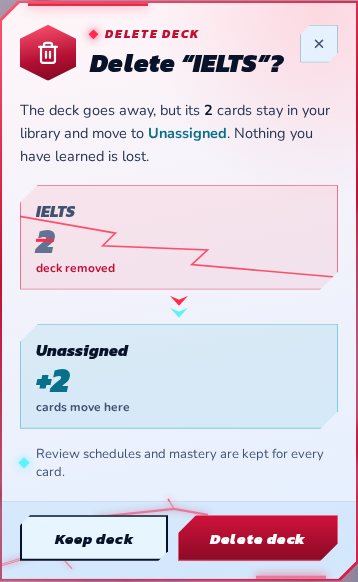 DELETE DECK
Delete “IELTS”?
The deck goes away, but its 2 cards stay in your
library and move to Unassigned. Nothing you
have learned is lost.
IELTS
2
deck removed
Unassigned
+2
cards move here
Review schedules and mastery are kept for every
card.
Keep deck
Delete deck